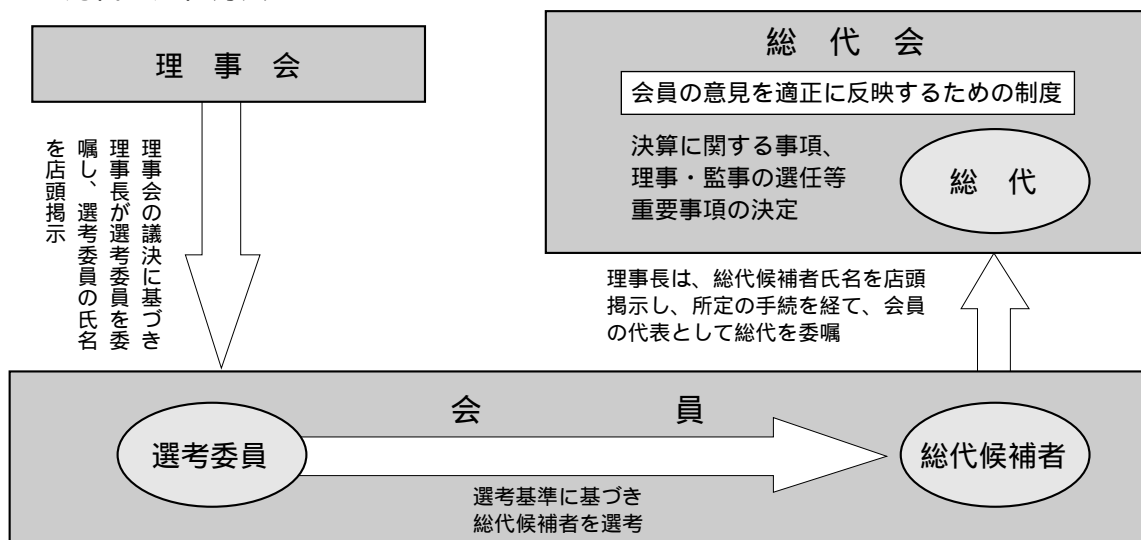 理事会
理事会の議決に基づき
理事長が選考委員を委
嘱し、選考委員の氏名
を店頭掲示
総代会
会員の意見を適正に反映するための制度
決算に関する事項、
理事・監事の選任等
重要事項の決定
総代
理事長は、総代候補者氏名を店頭
掲示し、所定の手続を経て、会員
の代表として総代を委嘱
会員
選考委員
選考基準に基づき
総代候補者を選考
総代候補者